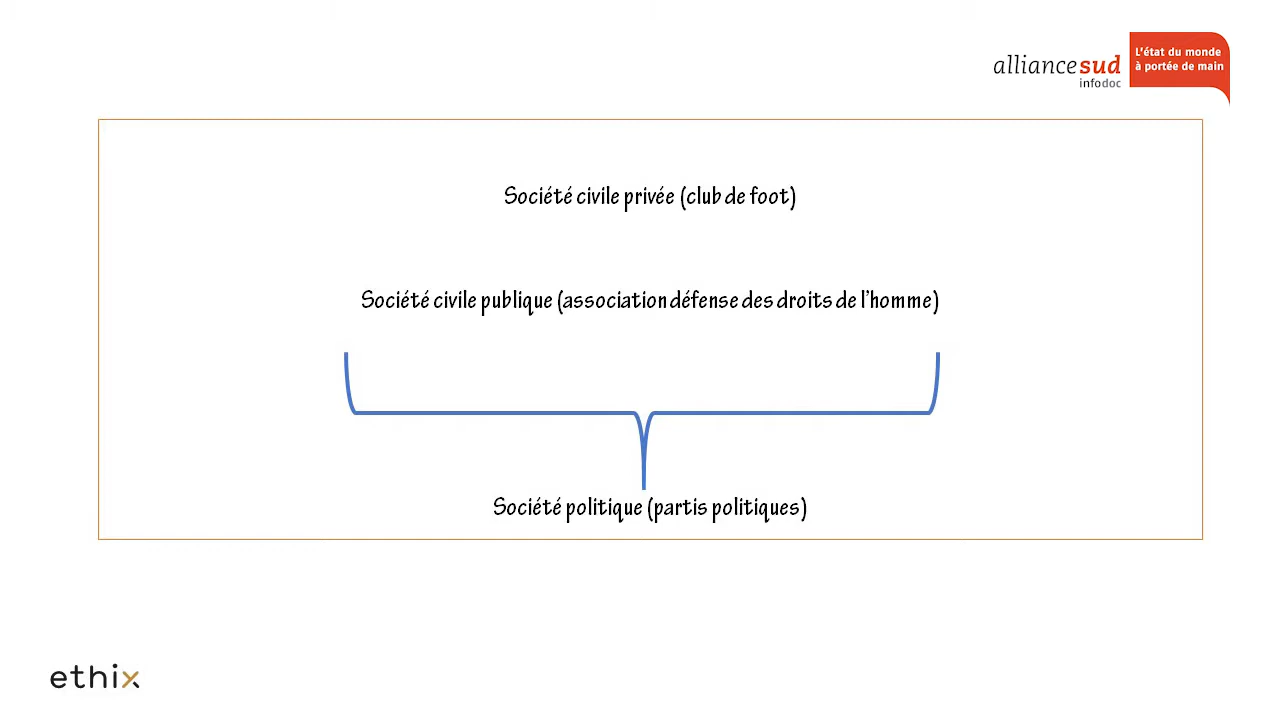 alliancesud
infodoc
L'état du monde
à portée de main
Société civile privée (club de foot)
Société civile publique (association défense des droits de l'homme)
Société politique (partis politiques)
ethix